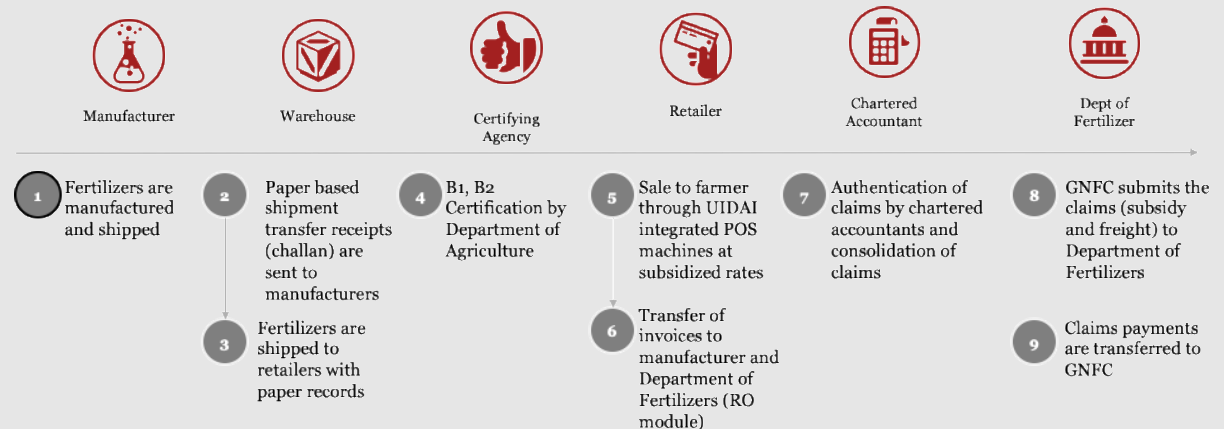 Manufacturer
Warehouse
Certifying
Agency
Retailer
Chartered
Accountant
Dept of
Fertilizer
1
Fertilizers are
manufactured
and shipped
2
Paper based
shipment
transfer receipts
(challan) are
sent to
manufacturers
3
Fertilizers are
shipped to
retailers with
paper records
4
B1, B2
Certification by
Department of
Agriculture
5
Sale to farmer
through UIDAI
integrated POS
machines at
subsidized rates
6
Transfer of
invoices to
manufacturer and
Department of
Fertilizers (RO
module)
7
Authentication of
claims by chartered
accountants and
consolidation of
claims
8
GNFC submits the
claims (subsidy
and freight) to
Department of
Fertilizers
9
Claims payments
are transferred to
GNFC